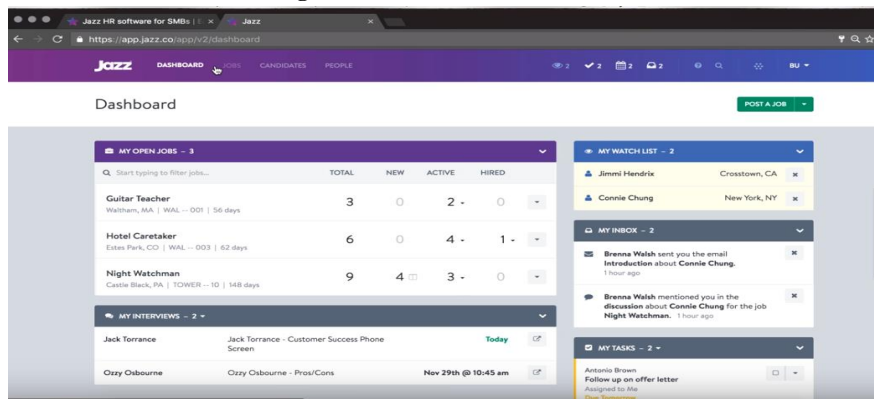 Jazz HR software for SMBs | E
Jazz
https://app.jazz.co/app/v2/dashboard
Jazz DASHBOARD JOBS CANDIDATES PEOPLE 2 2 2 2 BU
Dashboard
POST A JOB
MY OPEN JOBS – 3
Start typing to filter jobs... TOTAL NEW ACTIVE HIRED
Guitar Teacher 3 0 2 0
Waltham, MA | WAL -- 001 | 56 days
Hotel Caretaker 6 0 4 1
Estes Park, CO | WAL -- 003 | 62 days
Night Watchman 9 4 3 0
Castle Black, PA | TOWER -- 10 | 148 days
MY INTERVIEWS – 2
Jack Torrance Jack Torrance - Customer Success Phone Today
Screen
Ozzy Osbourne Ozzy Osbourne - Pros/Cons Nov 29th @ 10:45 am
MY WATCH LIST – 2
Jimmi Hendrix Crosstown, CA
Connie Chung New York, NY
MY INBOX – 2
Brenna Walsh sent you the email
Introduction about Connie Chung.
1 hour ago
Brenna Walsh mentioned you in the
discussion about Connie Chung for the job
Night Watchman. 1 hour ago
MY TASKS – 2
Antonio Brown
Follow up on offer letter
Assigned to Me
Due Tomorrow